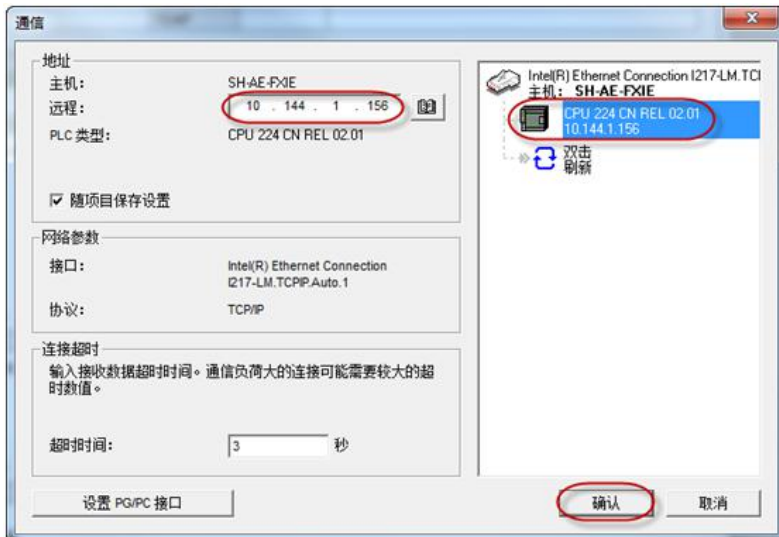 通信
地址
主机：
SH-AE-FXIE
远程：
10 . 144 . 1 . 156
PLC 类型：
CPU 224 CN REL 02.01
随项目保存设置
网络参数
接口：
Intel(R) Ethernet Connection
I217-LM.TCPIP.Auto.1
协议：
TCP/IP
连接超时
输入接收数据超时时间。通信负荷大的连接可能需要较大的超
时数值。
超时时间：
3
秒
设置 PG/PC 接口
Intel(R) Ethernet Connection I217-LM.TCI
主机： SH-AE-FXIE
CPU 224 CN REL 02.01
10.144.1.156
双击
刷新
确认
取消